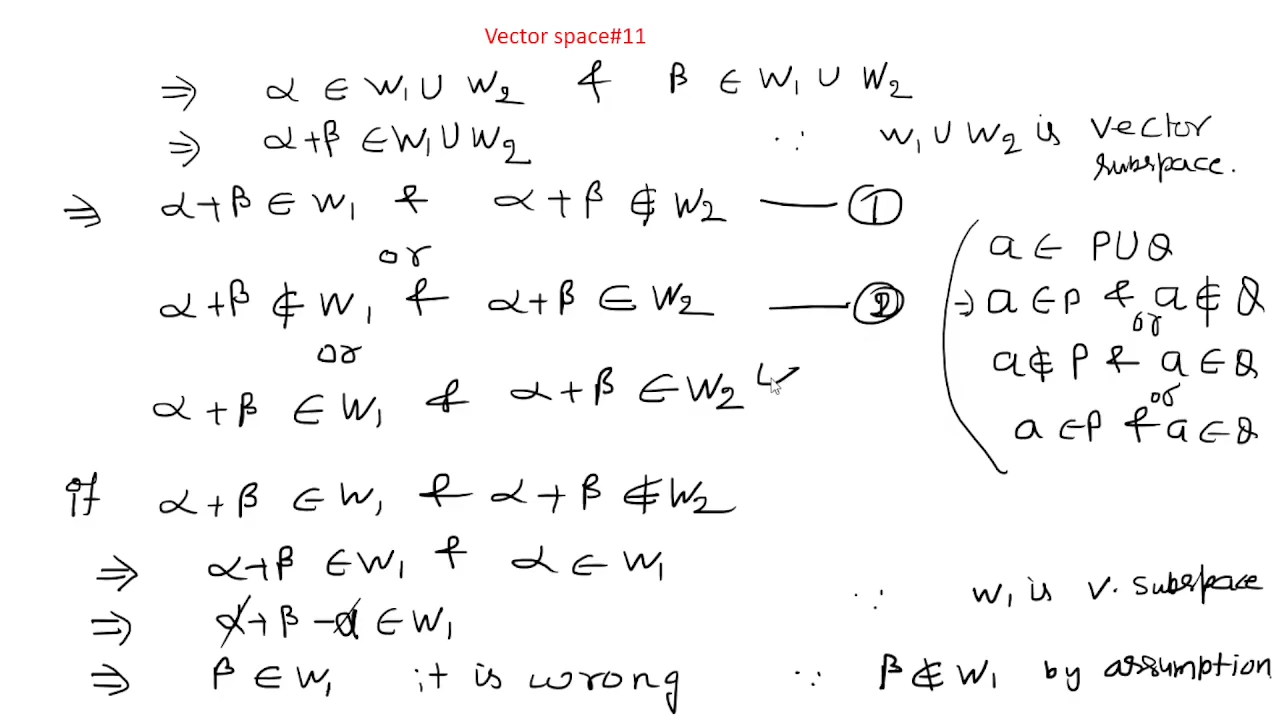 Vector space#11
⇒ α ∈ W₁ ∪ W₂ & β ∈ W₁ ∪ W₂
⇒ α+β ∈ W₁ ∪ W₂ ∵ W₁ ∪ W₂ is vector
subspace.
⇒ α+β ∈ W₁ & α+β ∉ W₂ —— ①
or
α+β ∉ W₁ & α+β ∈ W₂ —— ②
or
α+β ∈ W₁ & α+β ∈ W₂
a ∈ P∪Q
→ a ∈ P & a ∉ Q
or
a ∉ P & a ∈ Q
or
a ∈ P & a ∈ Q
if α+β ∈ W₁ & α+β ∉ W₂
⇒ α+β ∈ W₁ & α ∈ W₁
⇒ α+β-α ∈ W₁ ∵ W₁ is v. subspace
⇒ β ∈ W₁ it is wrong ∵ β ∉ W₁ by assumption